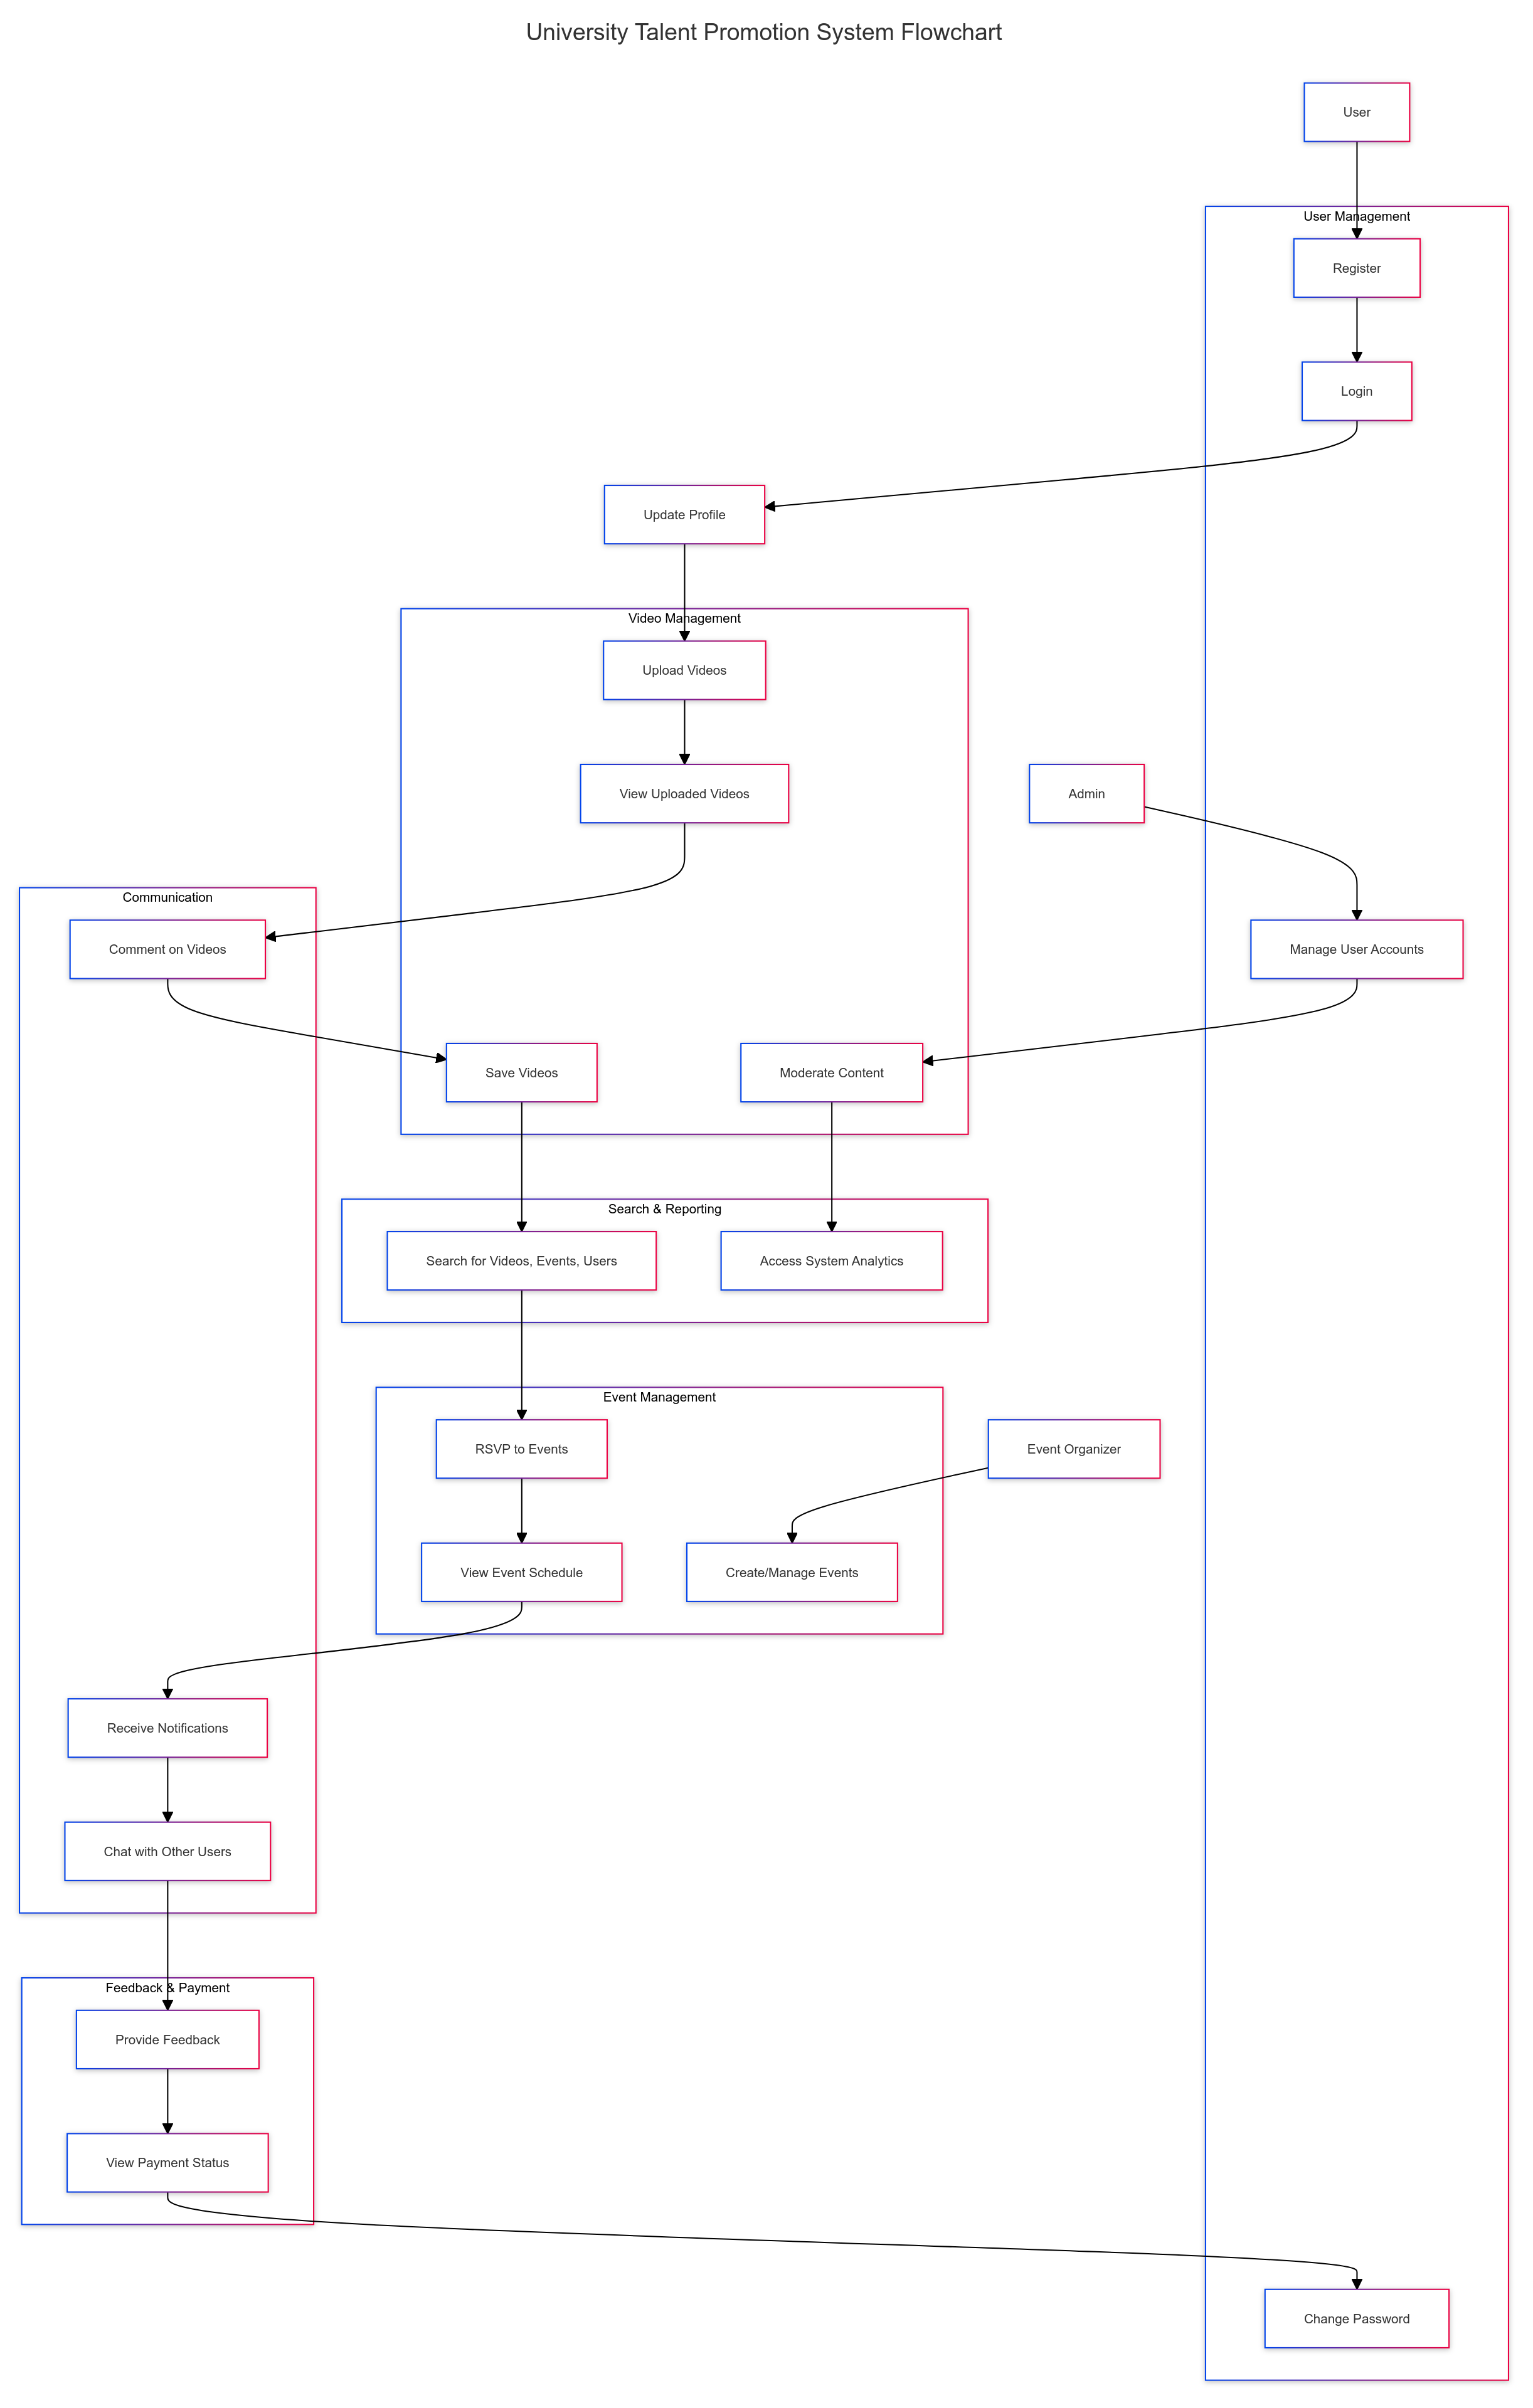 University Talent Promotion System Flowchart
User
User Management
Register
Login
Update Profile
Video Management
Upload Videos
View Uploaded Videos
Admin
Communication
Comment on Videos
Manage User Accounts
Save Videos
Moderate Content
Search & Reporting
Search for Videos, Events, Users
Access System Analytics
Event Management
RSVP to Events
Event Organizer
View Event Schedule
Create/Manage Events
Receive Notifications
Chat with Other Users
Feedback & Payment
Provide Feedback
View Payment Status
Change Password